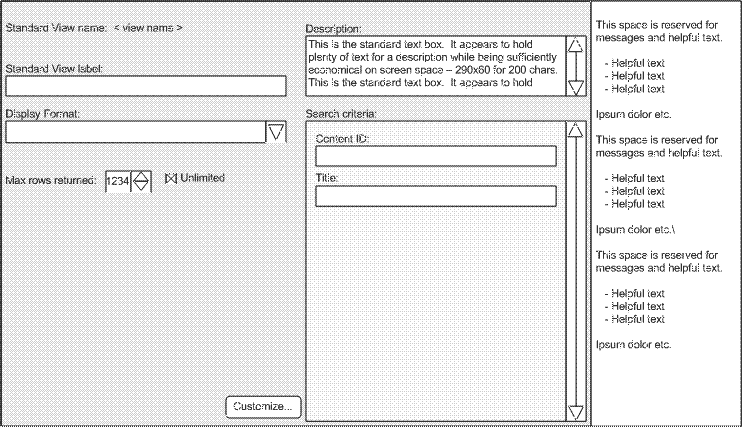 Standard View name:  < view name >
Standard View label:
Display Format:
Max rows returned: 1234 Unlimited
Customize...
Description:
This is the standard text box.  It appears to hold
plenty of text for a description while being sufficiently
economical on screen space – 290x60 for 200 chars.
This is the standard text box.  It appears to hold
Search criteria:
Content ID:
Title:
This space is reserved for
messages and helpful text.
- Helpful text
- Helpful text
- Helpful text
Ipsum dolor etc.
This space is reserved for
messages and helpful text.
- Helpful text
- Helpful text
- Helpful text
Ipsum dolor etc.\
This space is reserved for
messages and helpful text.
- Helpful text
- Helpful text
- Helpful text
Ipsum dolor etc.